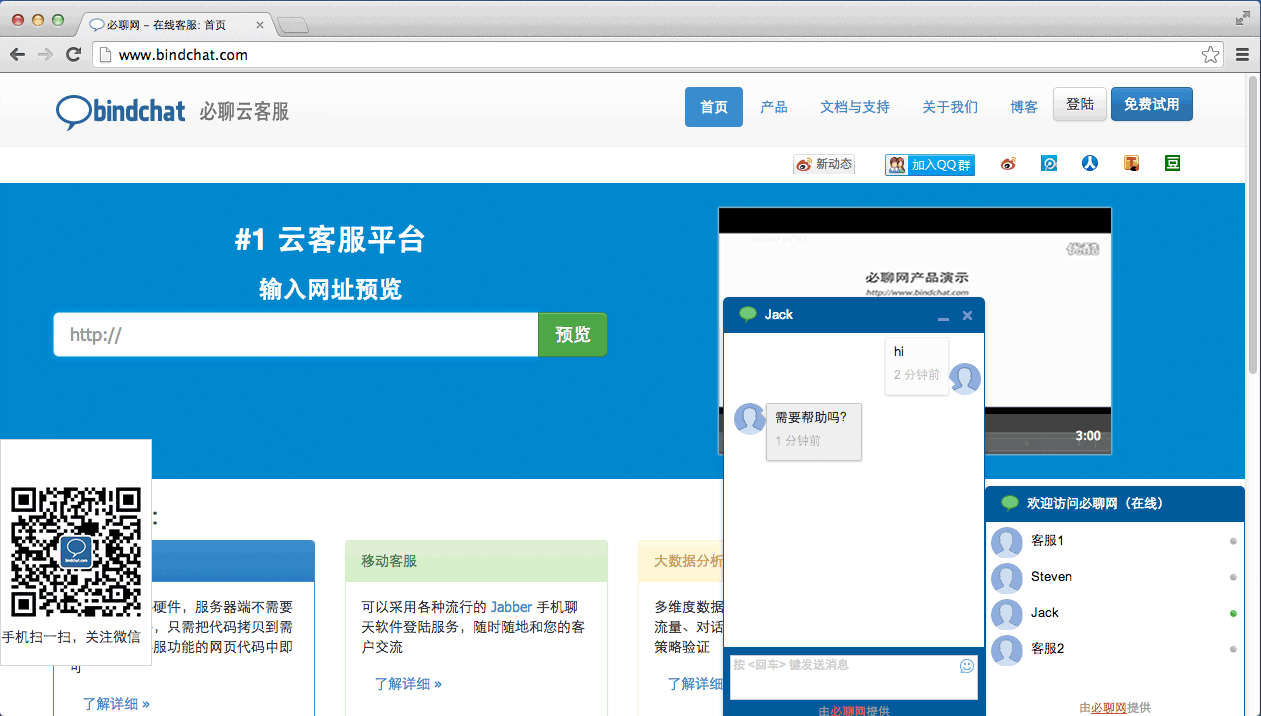 必聊网 – 在线客服: 首页
www.bindchat.com
bindchat 必聊云客服
首页 产品 文档与支持 关于我们 博客 登陆 免费试用
新动态 加入QQ群
豆
#1 云客服平台
输入网址预览
http:// 预览
优酷
必聊网产品演示
http://www.bindchat.com
3:00
Jack
hi
2 分钟前
需要帮助吗?
1 分钟前
按 <回车> 键发送消息
由必聊网提供
欢迎访问必聊网（在线）
客服1
Steven
Jack
客服2
由必聊网提供
bindchat.com
手机扫一扫，关注微信
:
硬件，服务器端不需要
，只需把代码拷贝到需
服功能的网页代码中即
可
了解详细 »
移动客服
可以采用各种流行的 Jabber 手机聊
天软件登陆服务，随时随地和您的客
户交流
了解详细 »
大数据分析
多维度数据
流量、对话
策略验证
了解详细